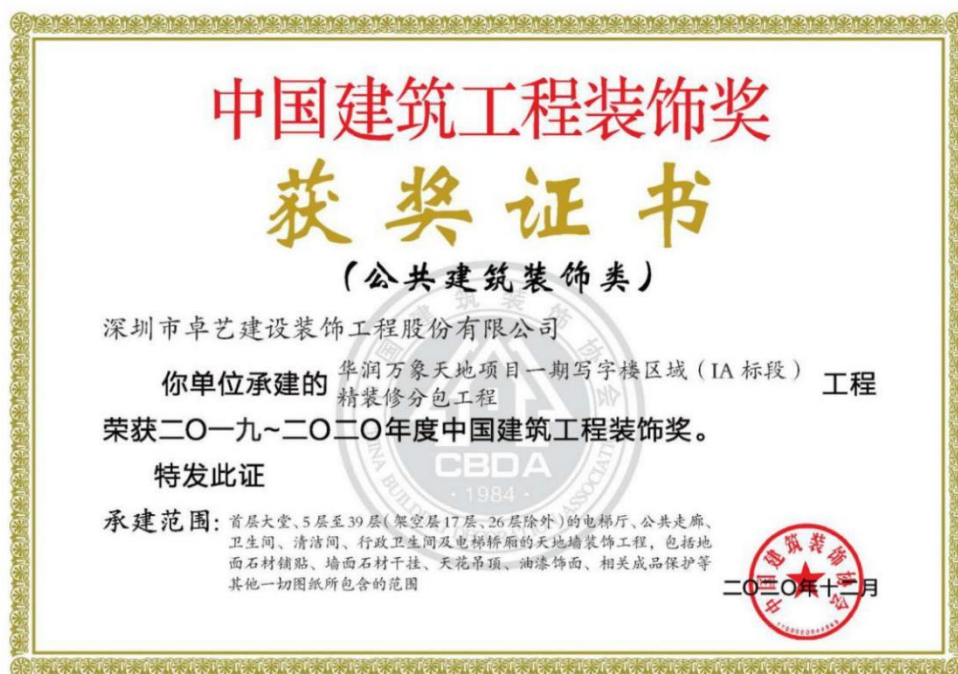 中国建筑工程装饰奖
获奖证书
(公共建筑装饰类)
深圳市卓艺建设装饰工程股份有限公司
你单位承建的 华润万象天地项目一期写字楼区域(IA 标段) 工程
精装修分包工程
荣获二〇一九~二〇二〇年度中国建筑工程装饰奖。
特发此证
承建范围: 首层大堂、5层至39层(架空层17层、26层除外)的电梯厅、公共走廊、
卫生间、清洁间、行政卫生间及电梯轿厢的天地墙装饰工程, 包括地
面石材铺贴、墙面石材干挂、天花吊顶、油漆饰面、相关成品保护等
其他一切图纸所包含的范围
二〇二〇年十二月
中国建筑装饰协会
CBDA
·1984·